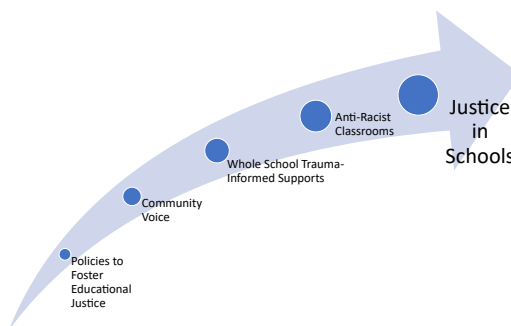 Policies to
Foster
Educational
Justice
Community
Voice
Whole School Trauma-
Informed Supports
Anti-Racist
Classrooms
Justice
in
Schools